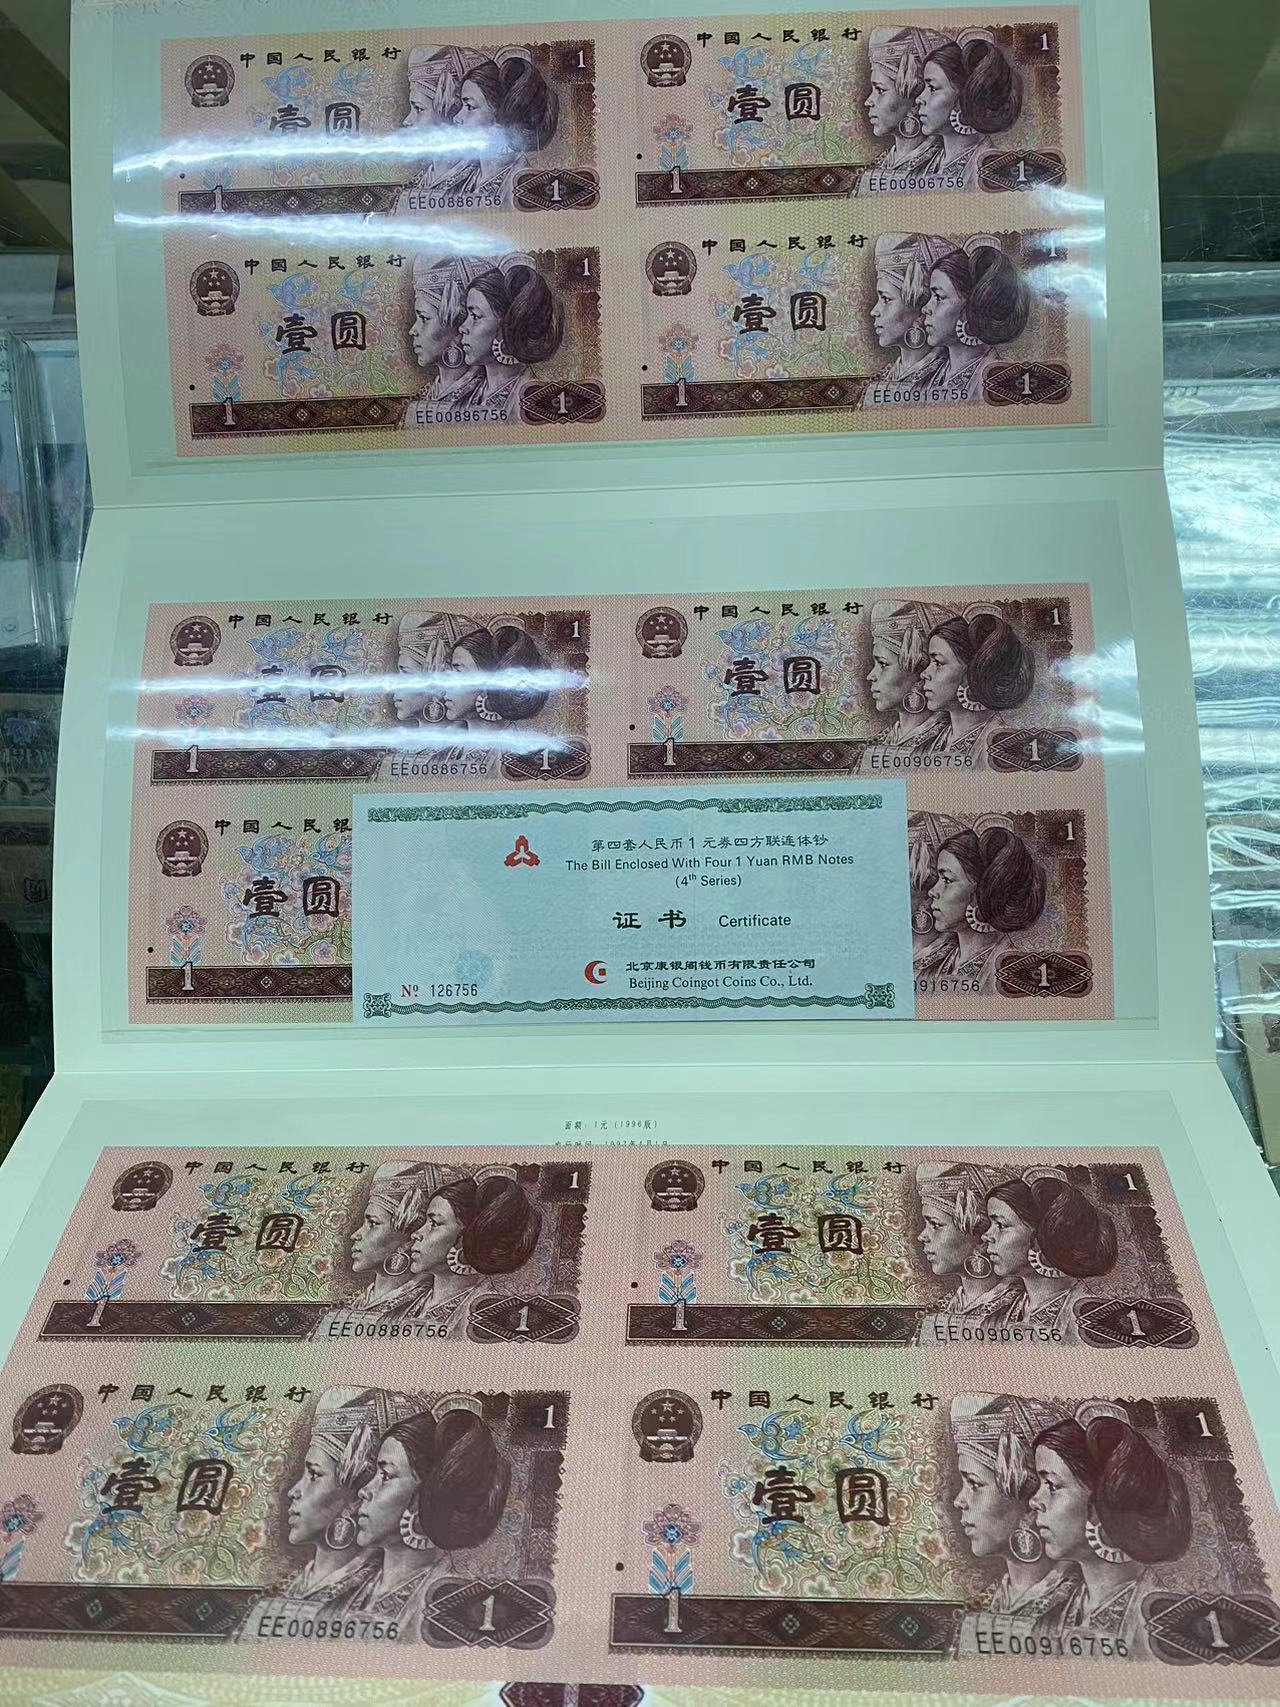 中国人民银行
1
壹圆
1
EE00886756
1
中国人民银行
1
壹圆
1
EE00906756
1
中国人民银行
1
壹圆
1
EE00896756
1
中国人民银行
1
壹圆
1
EE00916756
1
中国人民银行
1
壹圆
1
EE00886756
1
中国人民银行
1
壹圆
1
EE00906756
1
中国人民银
壹圆
1
1
1
第四套人民币1元券四方联连体钞
The Bill Enclosed With Four 1 Yuan RMB Notes
(4th Series)
证书 Certificate
北京康银阁钱币有限责任公司
Beijing Coingot Coins Co., Ltd.
Nº 126756
面额：1元（1996版）
中国人民银行
1
壹圆
1
EE00886756
1
中国人民银行
1
壹圆
1
EE00906756
1
中国人民银行
1
壹圆
EE00896756
1
中国人民银行
1
壹圆
1
EE00916756
1